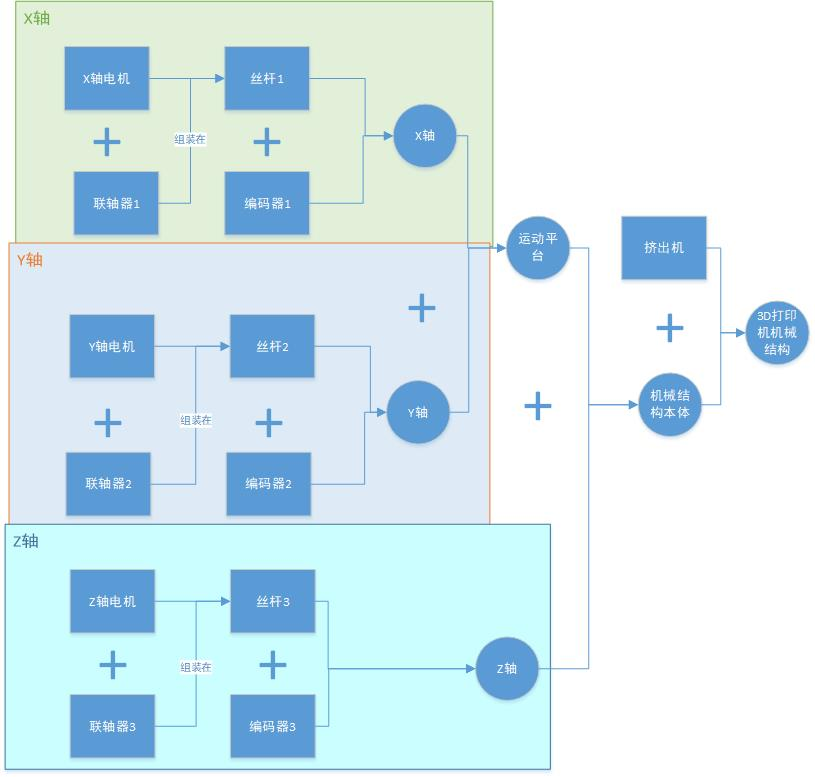 X轴
X轴电机
丝杆1
组装在
X轴
联轴器1
编码器1
Y轴
运动平
台
挤出机
Y轴电机
丝杆2
3D打印
机机械
结构
组装在
Y轴
机械结
构本体
联轴器2
编码器2
Z轴
Z轴电机
丝杆3
组装在
Z轴
联轴器3
编码器3